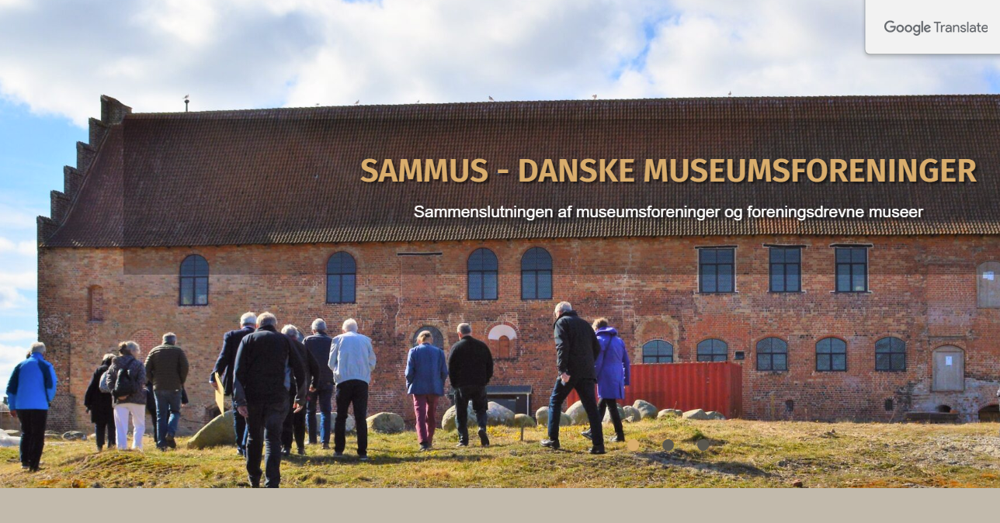 Google Translate
SAMMUS - DANSKE MUSEUMSFORENINGER
Sammenslutningen af museumsforeninger og foreningsdrevne museer